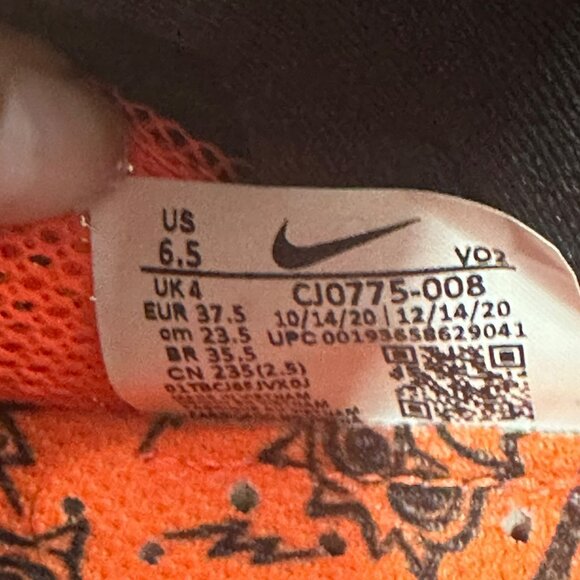 US
6.5
VO2
UK 4
CJ0775-008
EUR 37.5
10/14/20 | 12/14/20
cm 23.5
UPC 00193658629041
BR 35.5
CN 235(2.5)